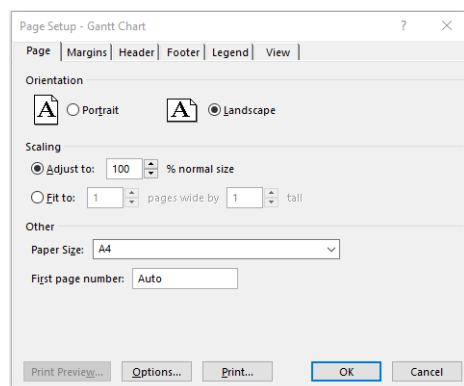 Page Setup - Gantt Chart ? ×
Page Margins Header Footer Legend View
Orientation
A Portrait A Landscape
Scaling
Adjust to: 100 % normal size
Fit to: 1 pages wide by 1 tall
Other
Paper Size: A4
First page number: Auto
Print Preview... Options... Print... OK Cancel